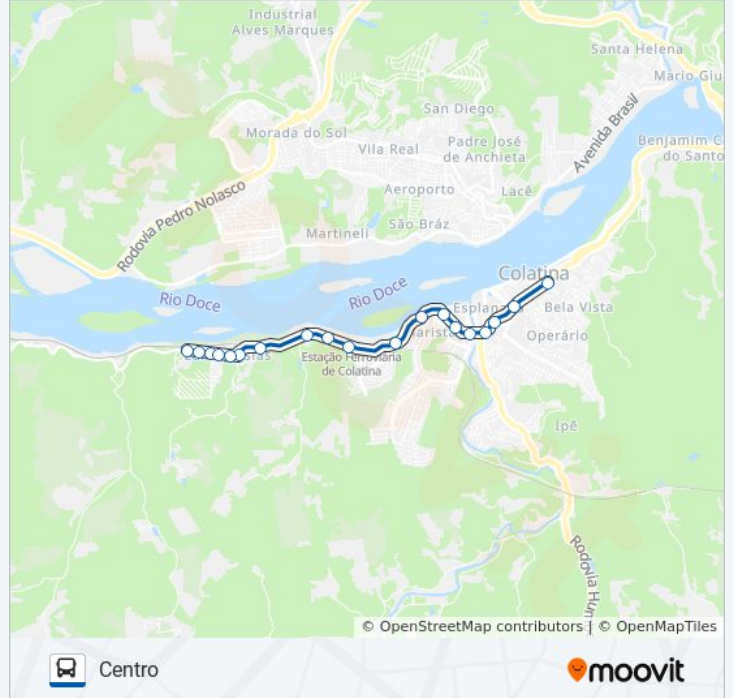 Industrial
Alves Marques
Santa Helena
Mario Giu
San Diego
Morada do Sol
Vila Real
Padre José
de Anchieta
Avenida Brasil
Benjamim C
do Santo
Aeroporto
Lacê
Rodovia Pedro Nolasco
São Bráz
Martineli
Colatina
Rio Doce
Rio Doce
Esplana
Bela Vista
Operário
Estação Ferroviária
de Colatina
Ipê
Rodovia Hum
© OpenStreetMap contributors | © OpenMapTiles
Centro
moovit